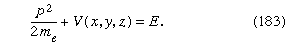 p²/2mₑ + V(x,y,z) = E. (183)